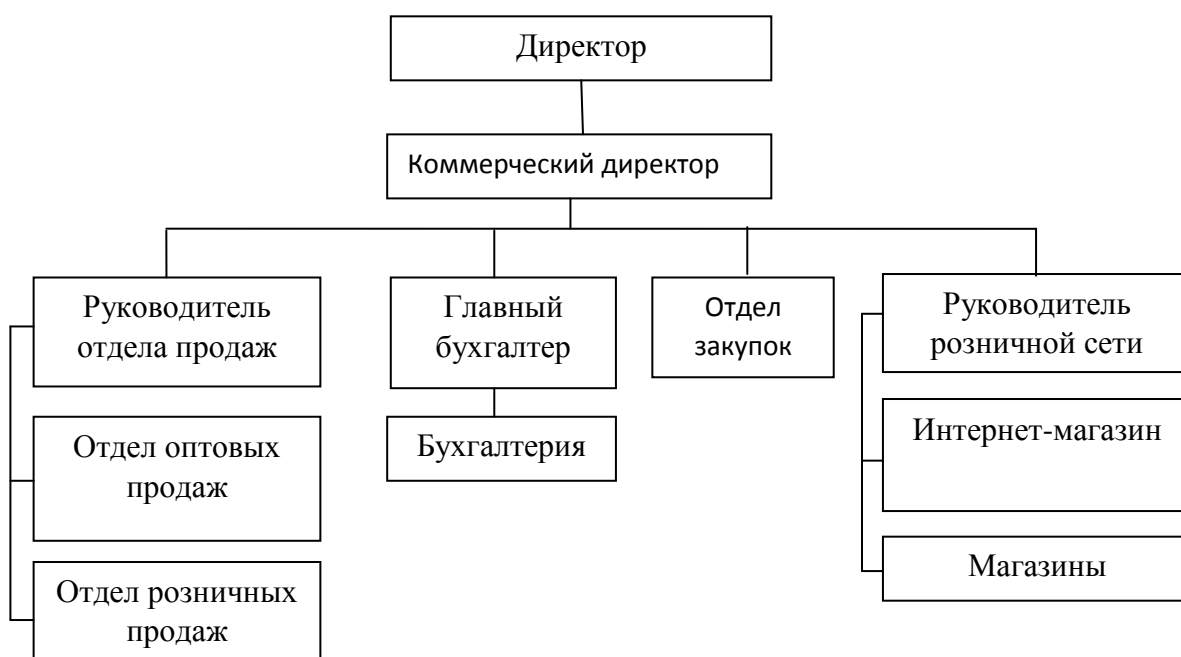 Директор
Коммерческий директор
Руководитель
отдела продаж
Главный
бухгалтер
Отдел
закупок
Руководитель
розничной сети
Отдел оптовых
продаж
Бухгалтерия
Интернет-магазин
Отдел розничных
продаж
Магазины